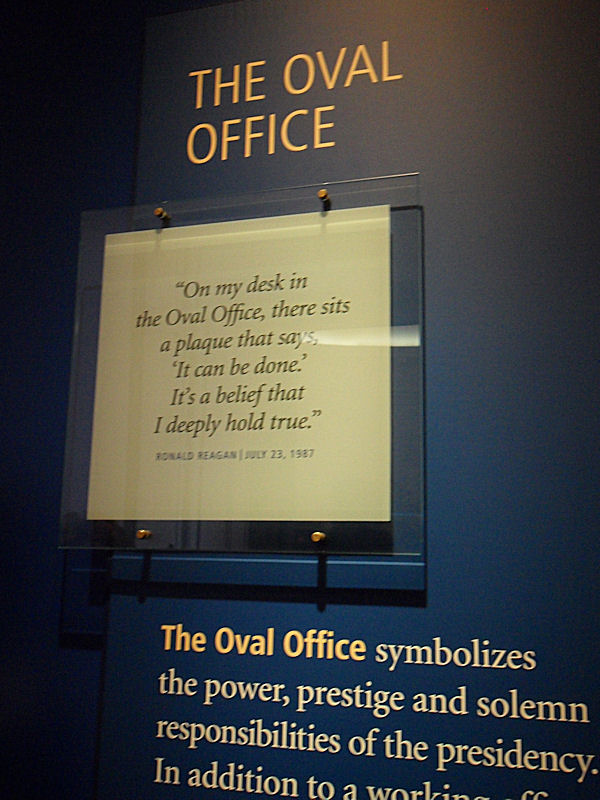 THE OVAL
OFFICE
“On my desk in
the Oval Office, there sits
a plaque that says,
‘It can be done.’
It’s a belief that
I deeply hold true.”
RONALD REAGAN | JULY 23, 1987
The Oval Office symbolizes
the power, prestige and solemn
responsibilities of the presidency.
In addition to a working